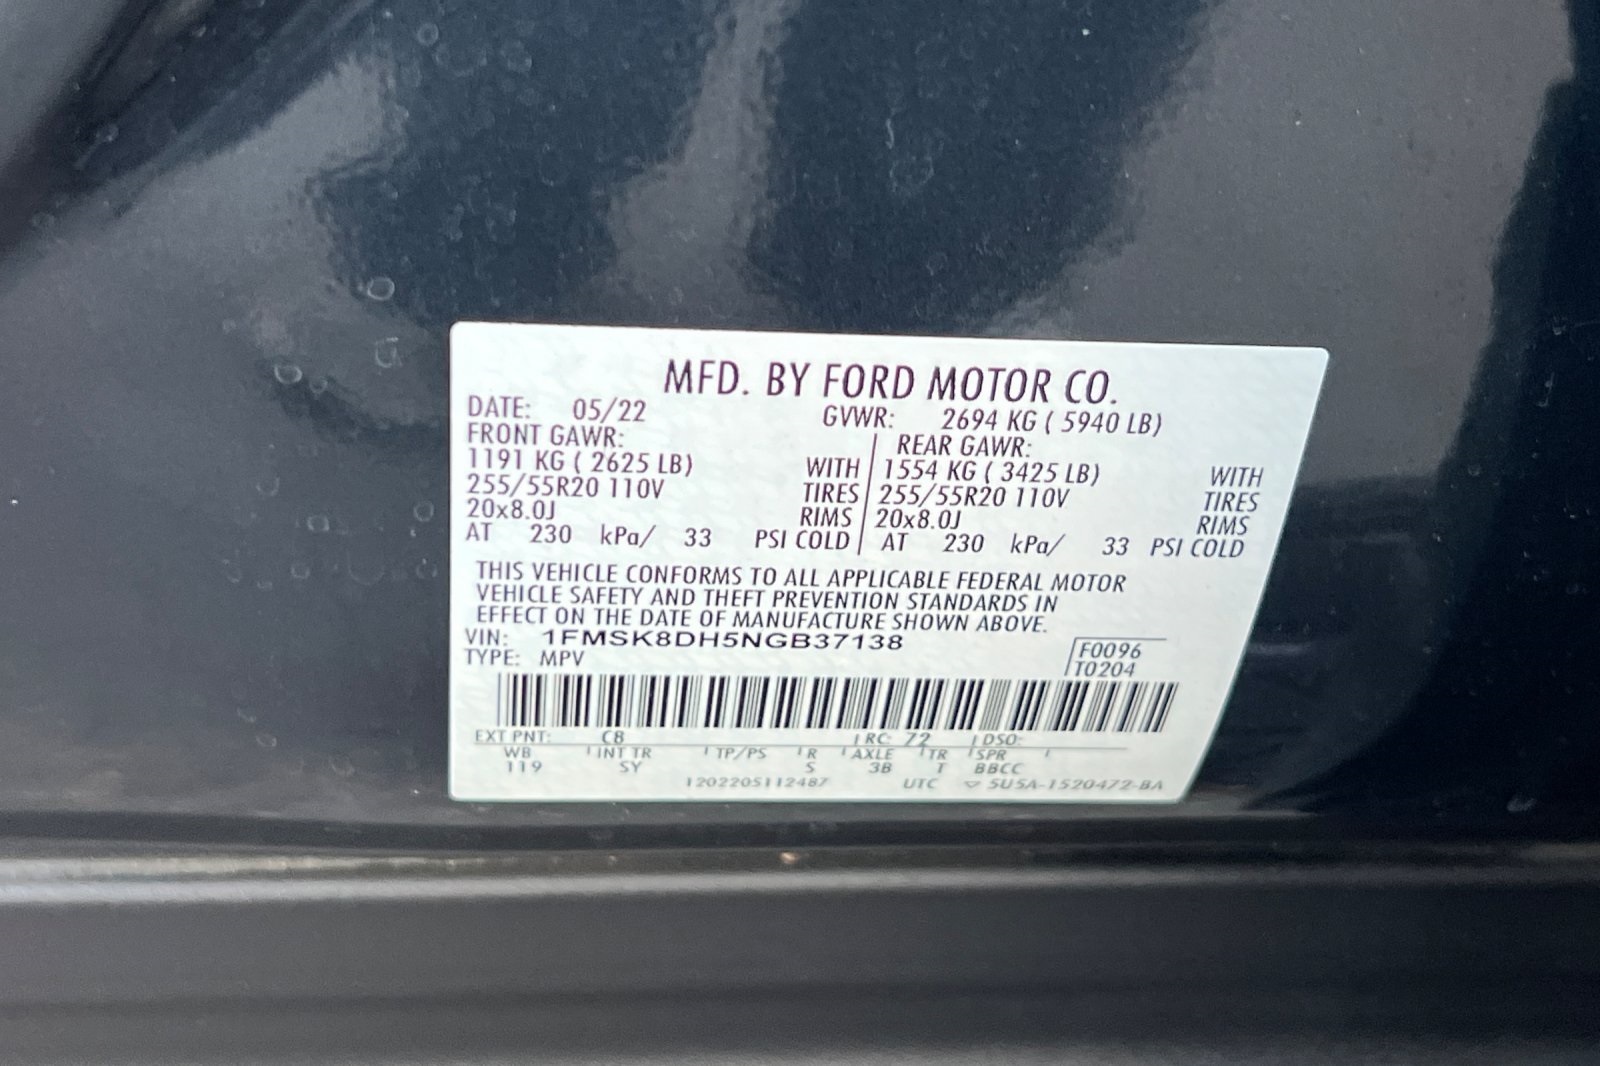 MFD. BY FORD MOTOR CO.
DATE: 05/22 GVWR: 2694 KG ( 5940 LB)
FRONT GAWR: REAR GAWR:
1191 KG ( 2625 LB) WITH 1554 KG ( 3425 LB) WITH
255/55R20 110V TIRES 255/55R20 110V TIRES
20x8.0J RIMS 20x8.0J RIMS
AT 230 kPa/ 33 PSI COLD AT 230 kPa/ 33 PSI COLD
THIS VEHICLE CONFORMS TO ALL APPLICABLE FEDERAL MOTOR
VEHICLE SAFETY AND THEFT PREVENTION STANDARDS IN
EFFECT ON THE DATE OF MANUFACTURE SHOWN ABOVE.
VIN: 1FMSK8DH5NGB37138
TYPE: MPV
F0096
T0204
EXT PNT: C8 RC: 72 DSO:
WB INT TR TP/PS R AXLE TR SPR
119 SY S 3B T BBCC
1202205112487 UTC ▽ 5U5A-1520472-BA